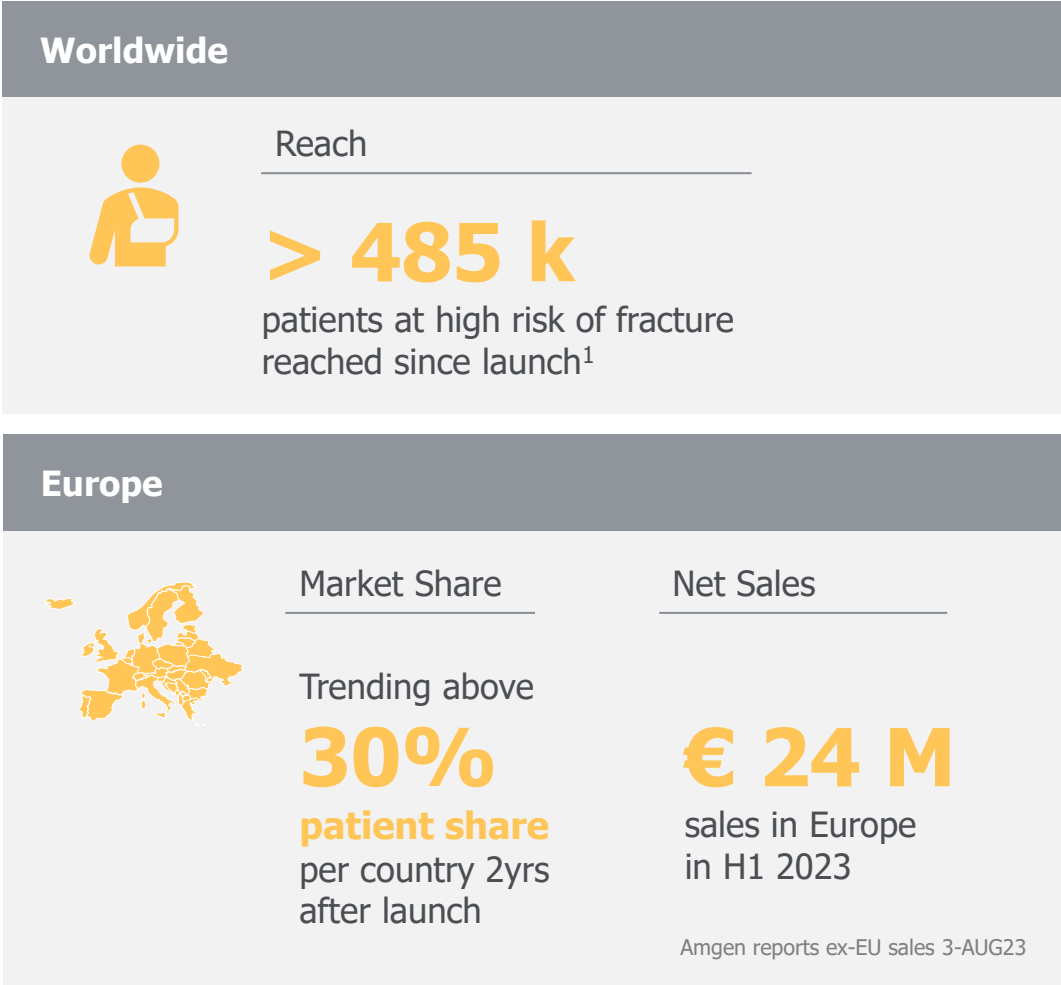 Worldwide
Reach
> 485 k
patients at high risk of fracture
reached since launch¹
Europe
Market Share
Trending above
30%
patient share
per country 2yrs
after launch
Net Sales
€ 24 M
sales in Europe
in H1 2023
Amgen reports ex-EU sales 3-AUG23